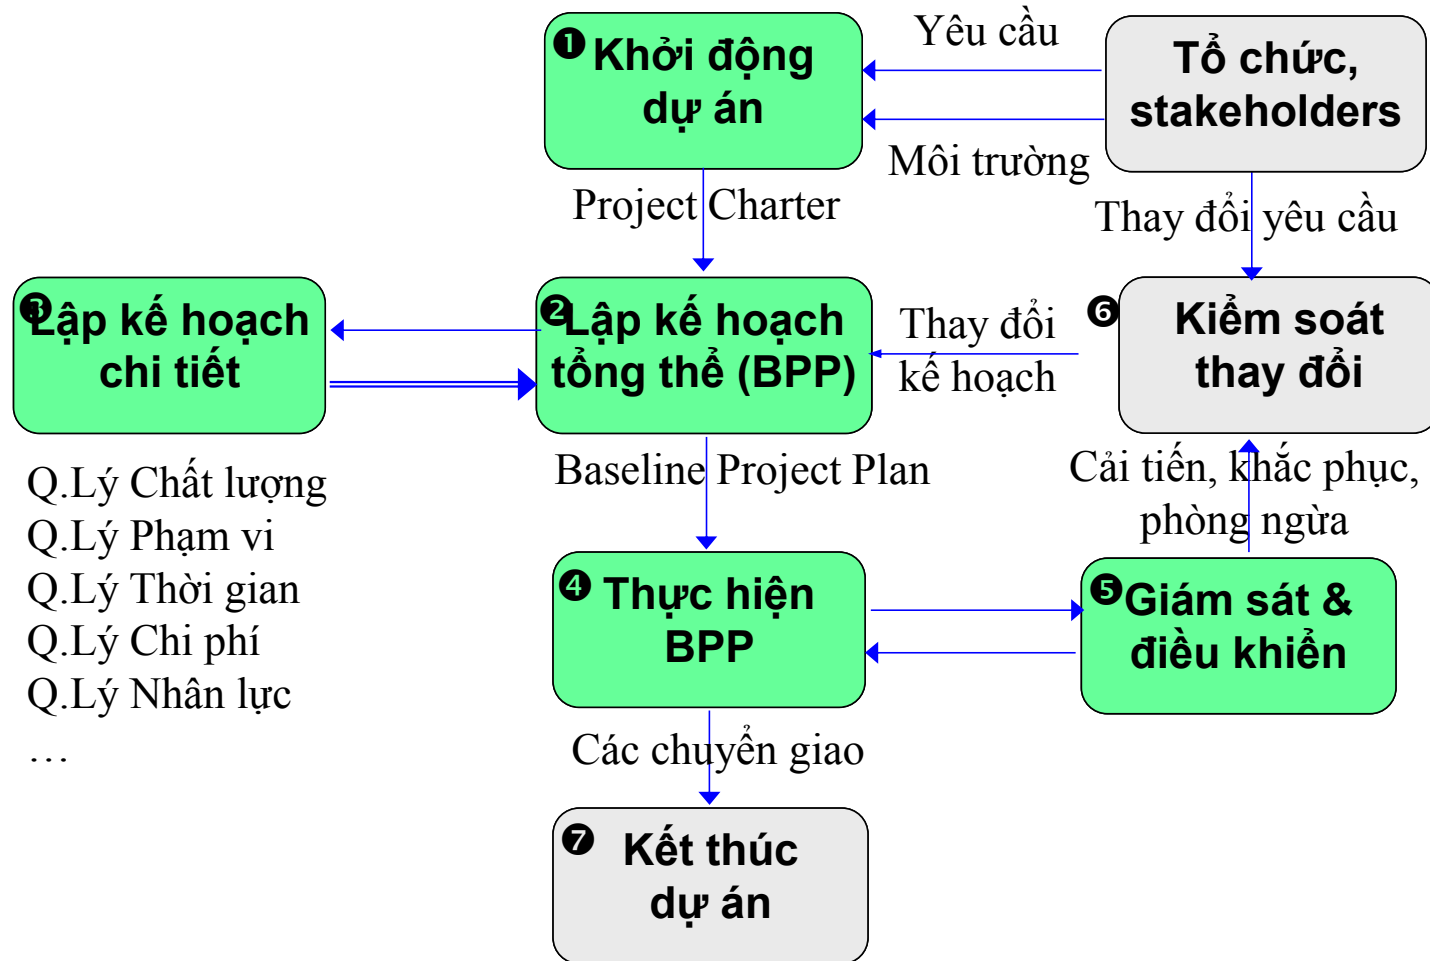 ❶ Khởi động
dự án
Yêu cầu
Môi trường
Tổ chức,
stakeholders
Project Charter
Thay đổi yêu cầu
❸ Lập kế hoạch
chi tiết
❷ Lập kế hoạch
tổng thể (BPP)
Thay đổi
kế hoạch
❻ Kiểm soát
thay đổi
Q.Lý Chất lượng
Q.Lý Phạm vi
Q.Lý Thời gian
Q.Lý Chi phí
Q.Lý Nhân lực
…
Baseline Project Plan
Cải tiến, khắc phục,
phòng ngừa
❹ Thực hiện
BPP
❺ Giám sát &
điều khiển
Các chuyển giao
❼ Kết thúc
dự án